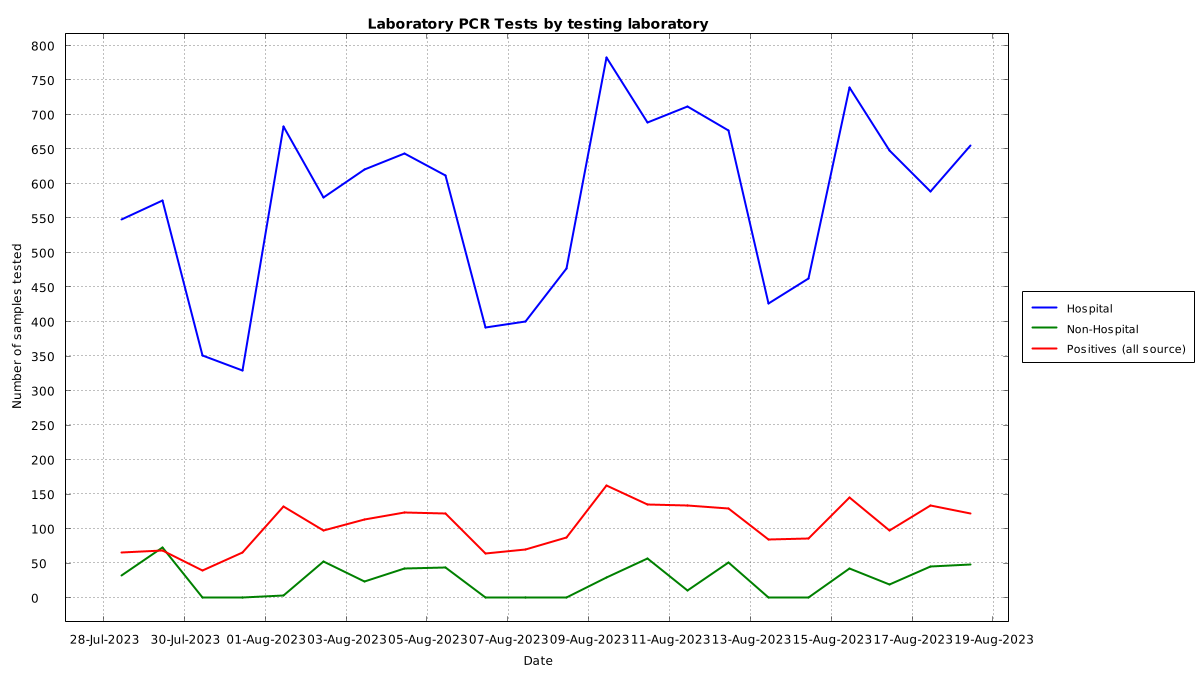 Laboratory PCR Tests by testing laboratory
800
750
700
650
600
550
500
450
400
350
300
250
200
150
100
50
0
Number of samples tested
28-Jul-2023 30-Jul-2023 01-Aug-2023 03-Aug-2023 05-Aug-2023 07-Aug-2023 09-Aug-2023 11-Aug-2023 13-Aug-2023 15-Aug-2023 17-Aug-2023 19-Aug-2023
Date
Hospital
Non-Hospital
Positives (all source)